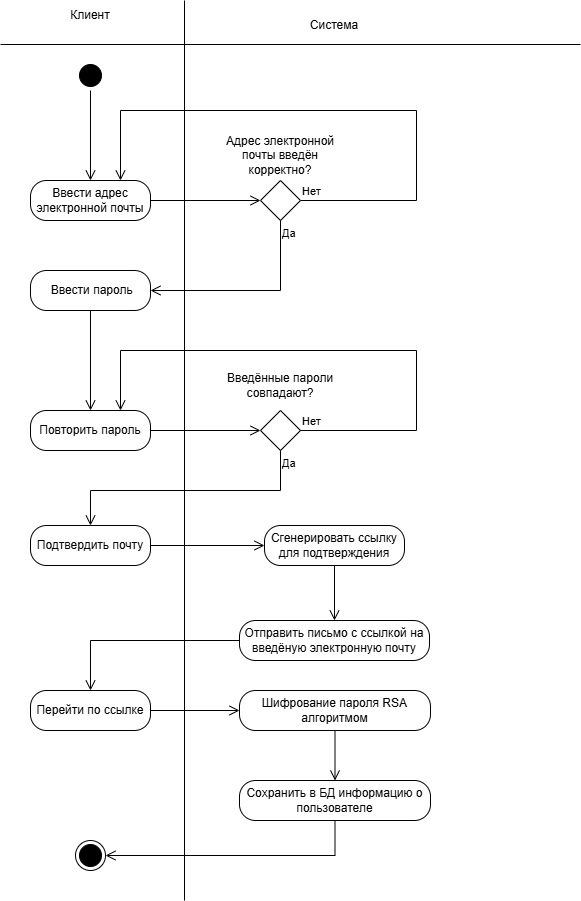 Клиент
Система
Адрес электронной
почты введён
корректно?
Нет
Ввести адрес
электронной почты
Да
Ввести пароль
Введённые пароли
совпадают?
Нет
Повторить пароль
Да
Подтвердить почту
Сгенерировать ссылку
для подтверждения
Отправить письмо с ссылкой на
введёную электронную почту
Перейти по ссылке
Шифрование пароля RSA
алгоритмом
Сохранить в БД информацию о
пользователе